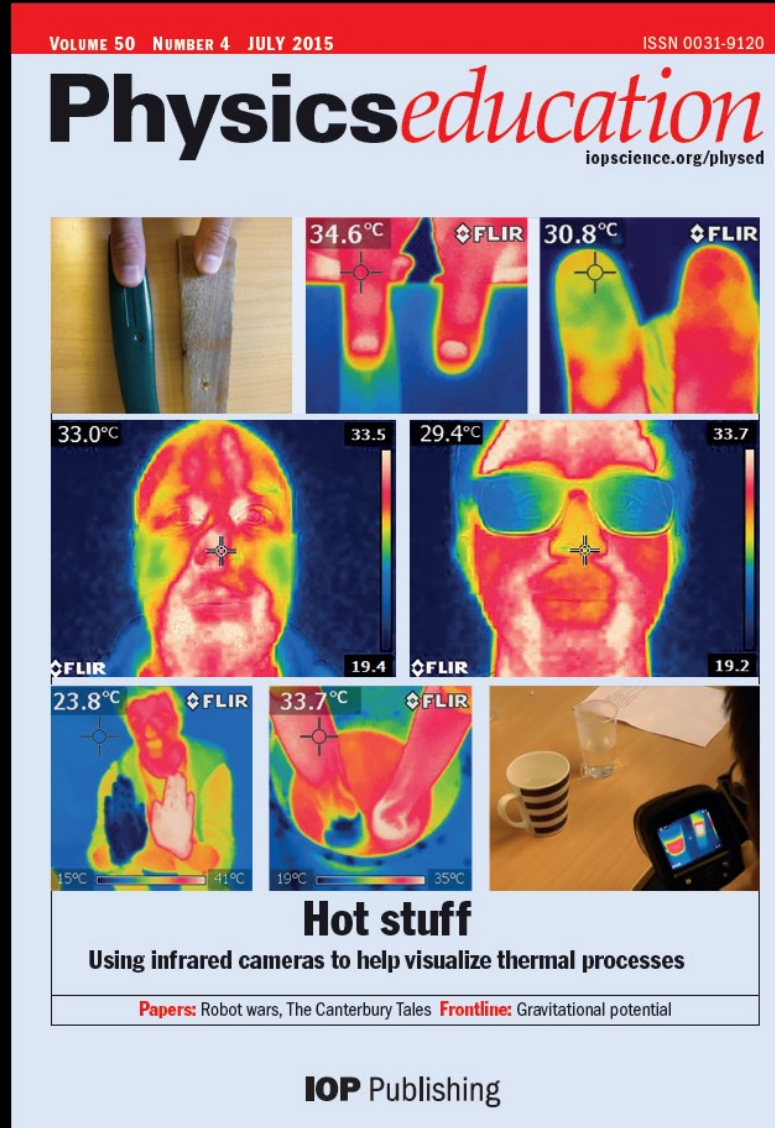 VOLUME 50 NUMBER 4 JULY 2015
ISSN 0031-9120
Physicseducation
iopscience.org/physed
34.6°C
FLIR
30.8°C
FLIR
33.0°C
33.5
FLIR
19.4
29.4°C
33.7
FLIR
19.2
23.8°C
FLIR
15°C
41°C
33.7°C
FLIR
19°C
35°C
Hot stuff
Using infrared cameras to help visualize thermal processes
Papers: Robot wars, The Canterbury Tales Frontline: Gravitational potential
IOP Publishing